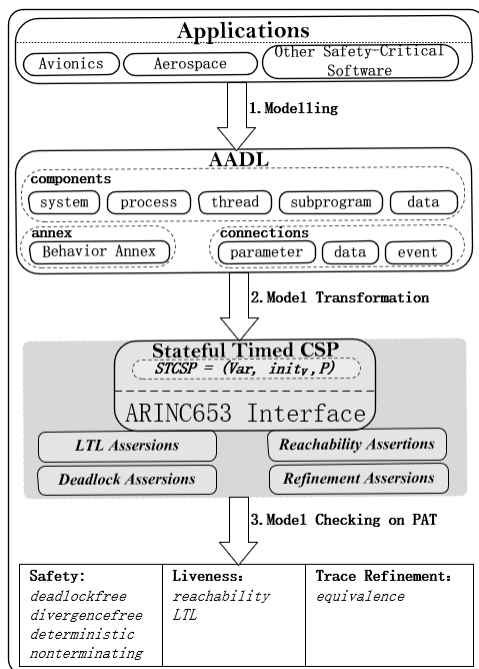 Applications
Avionics Aerospace Other Safety-Critical
Software
1. Modelling
AADL
components
system process thread subprogram data
annex connections
Behavior Annex parameter data event
2. Model Transformation
Stateful Timed CSP
STCSP = (Var, initV, P)
ARINC653 Interface
LTL Asserssions Reachability Assertions
Deadlock Assersions Refinement Assersions
3. Model Checking on PAT
Safety: Liveness: Trace Refinement:
deadlockfree reachability equivalence
divergencefree LTL
deterministic
nonterminating